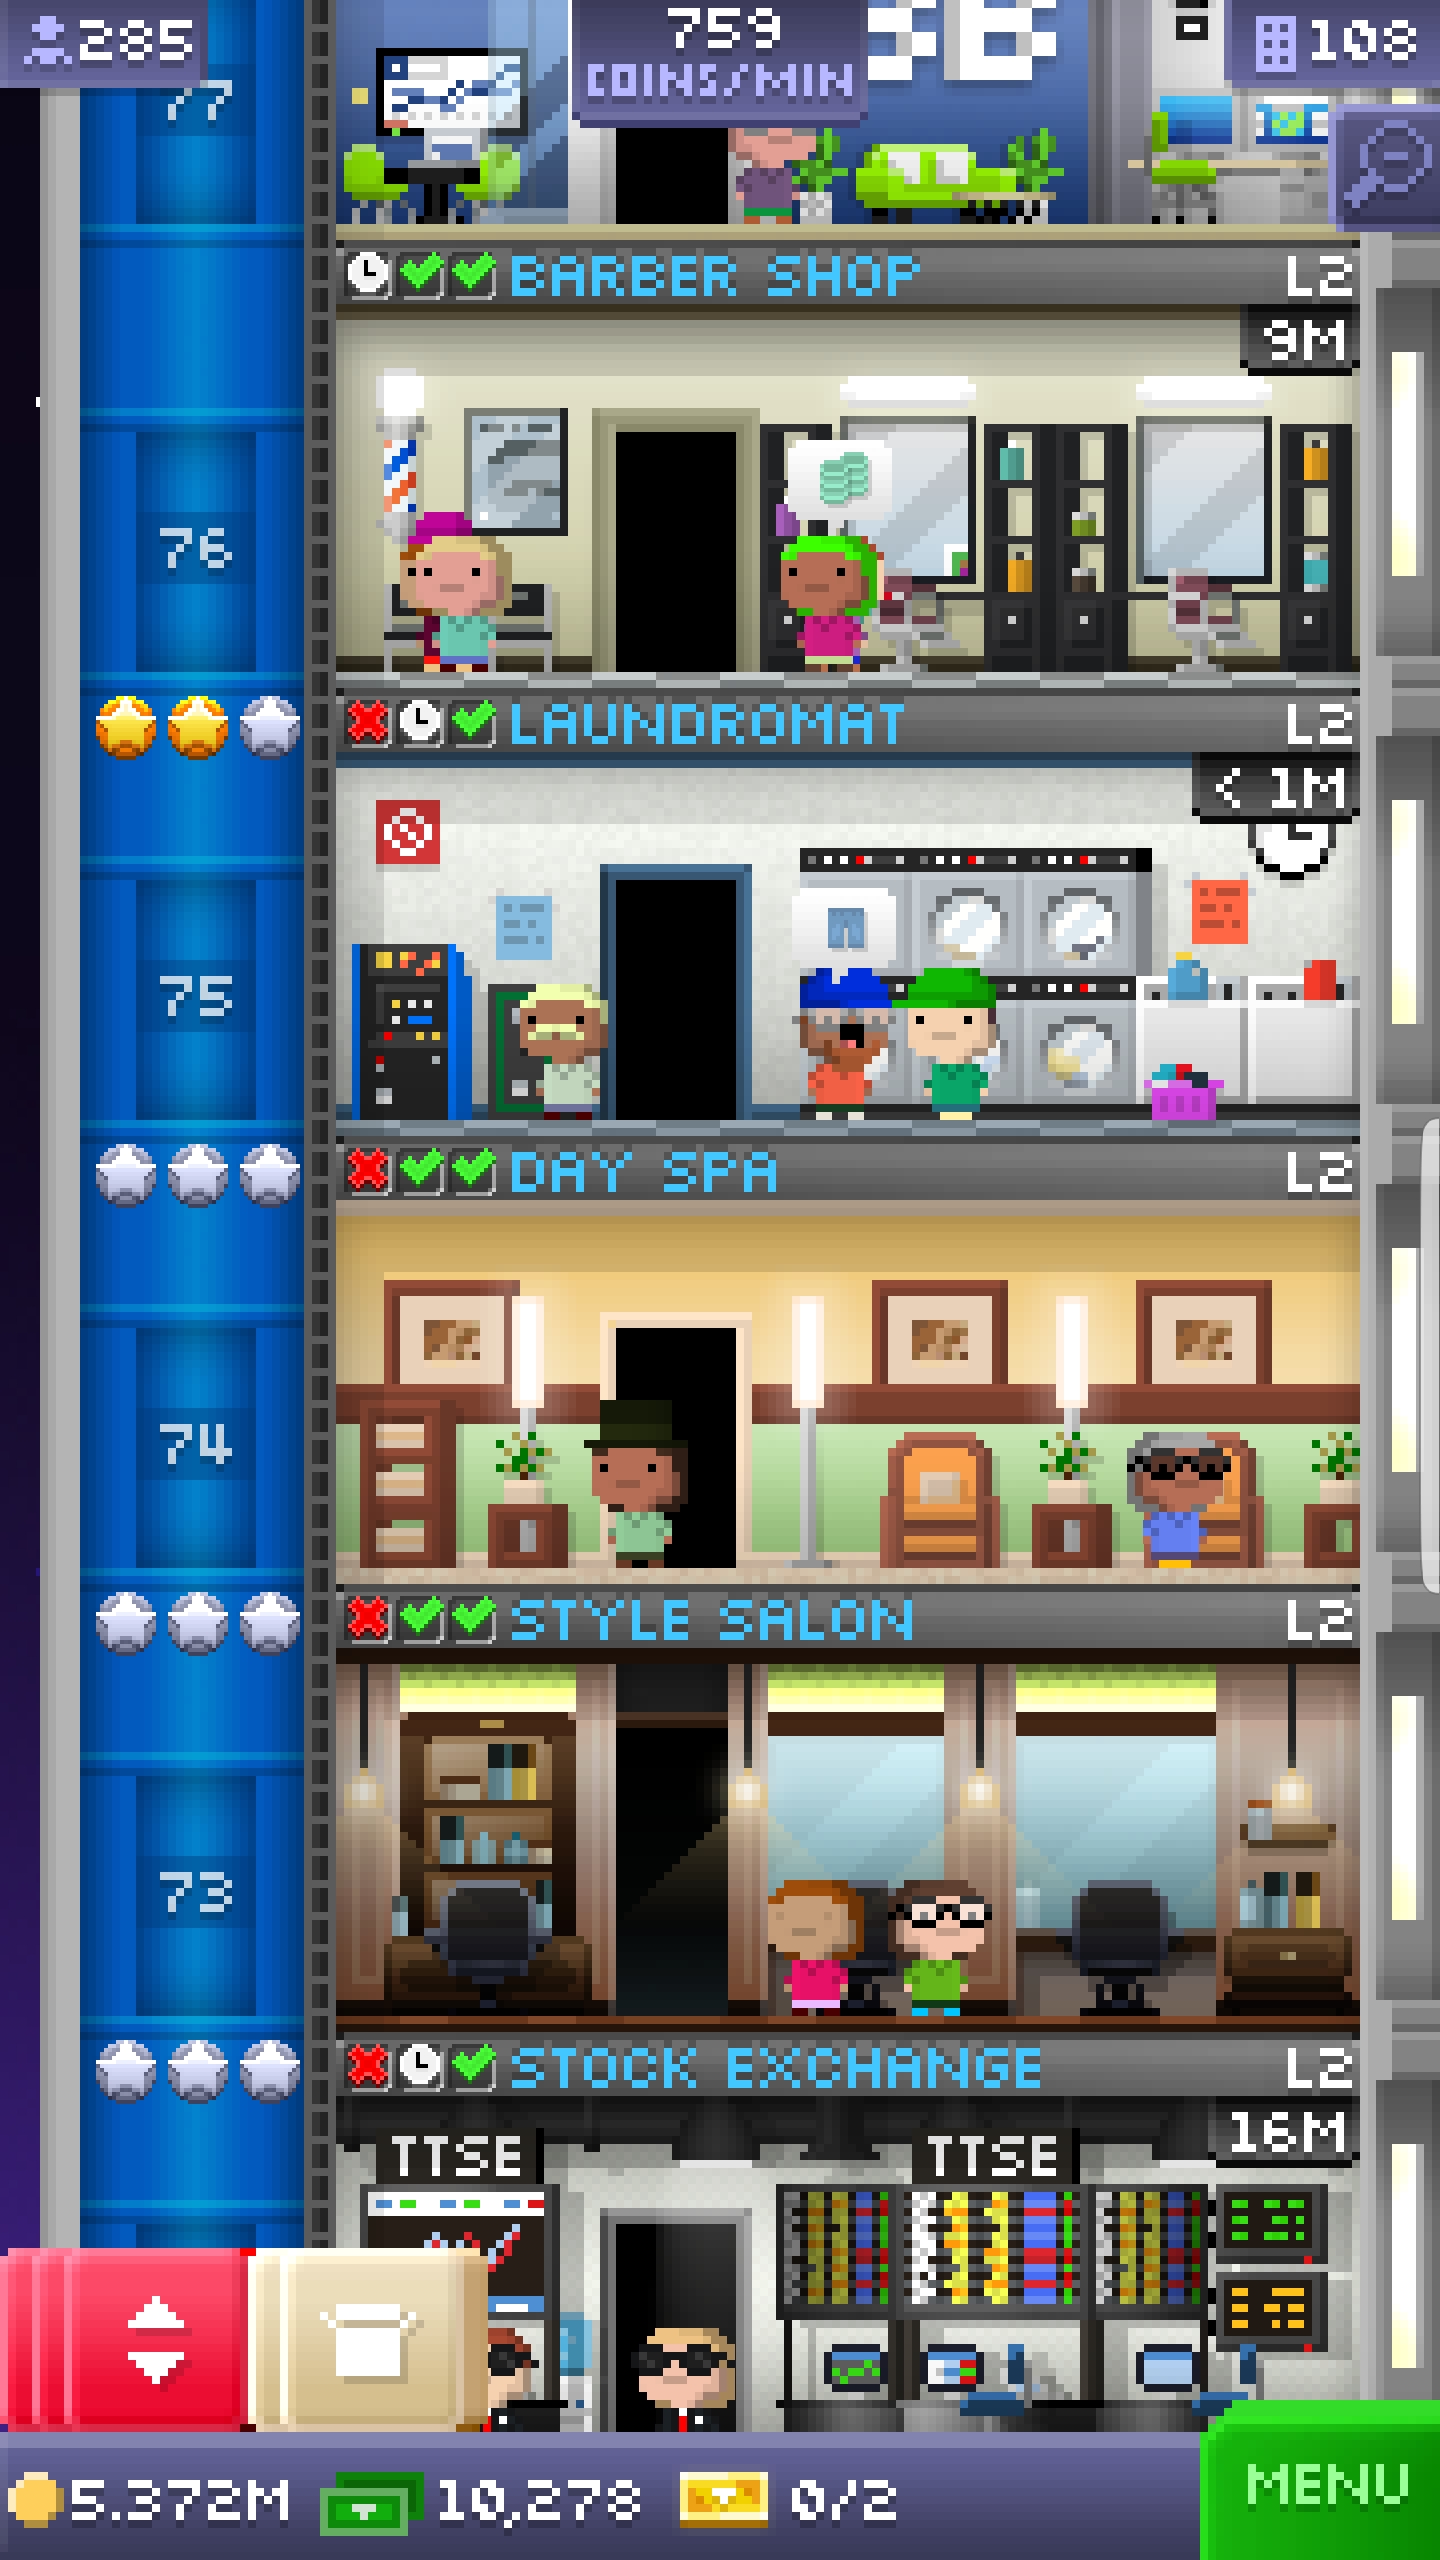 285
759
COINS/MIN
108
77
BARBER SHOP L2
9M
76
LAUNDROMAT L2
< 1M
75
DAY SPA L2
74
STYLE SALON L2
73
STOCK EXCHANGE L2
16M
TTSE TTSE
5.372M 10,278 0/2
MENU